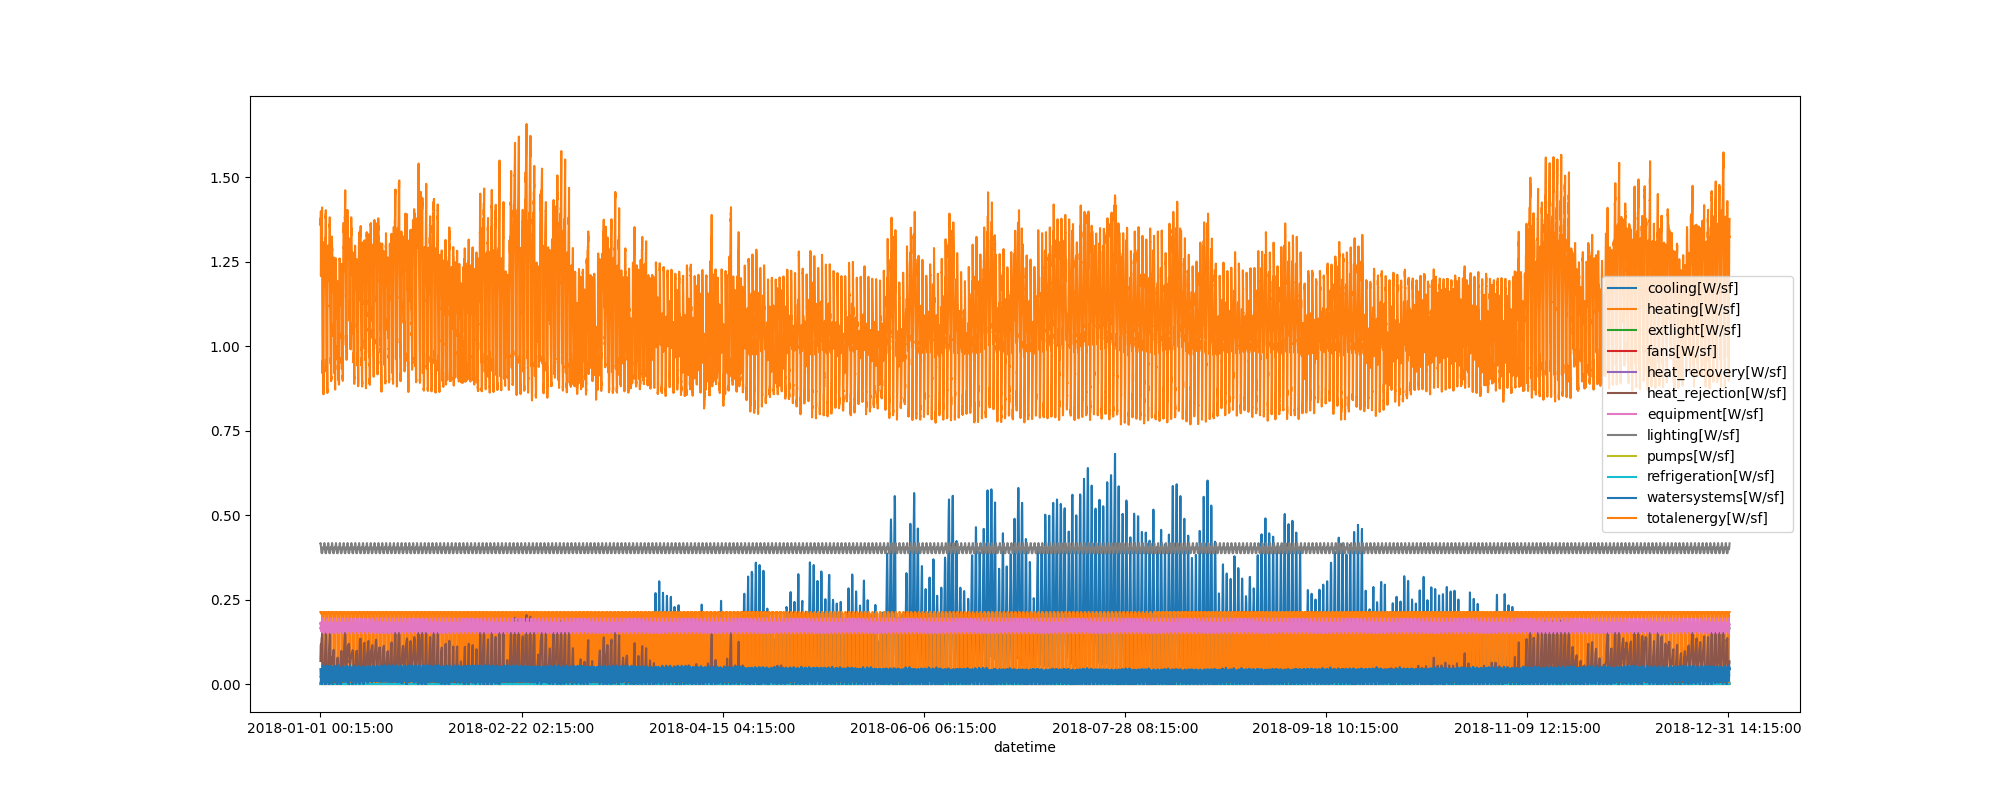 1.50
1.25
1.00
0.75
0.50
0.25
0.00
cooling[W/sf]
heating[W/sf]
extlight[W/sf]
fans[W/sf]
heat_recovery[W/sf]
heat_rejection[W/sf]
equipment[W/sf]
lighting[W/sf]
pumps[W/sf]
refrigeration[W/sf]
watersystems[W/sf]
totalenergy[W/sf]
2018-01-01 00:15:00 2018-02-22 02:15:00 2018-04-15 04:15:00 2018-06-06 06:15:00 2018-07-28 08:15:00 2018-09-18 10:15:00 2018-11-09 12:15:00 2018-12-31 14:15:00
datetime